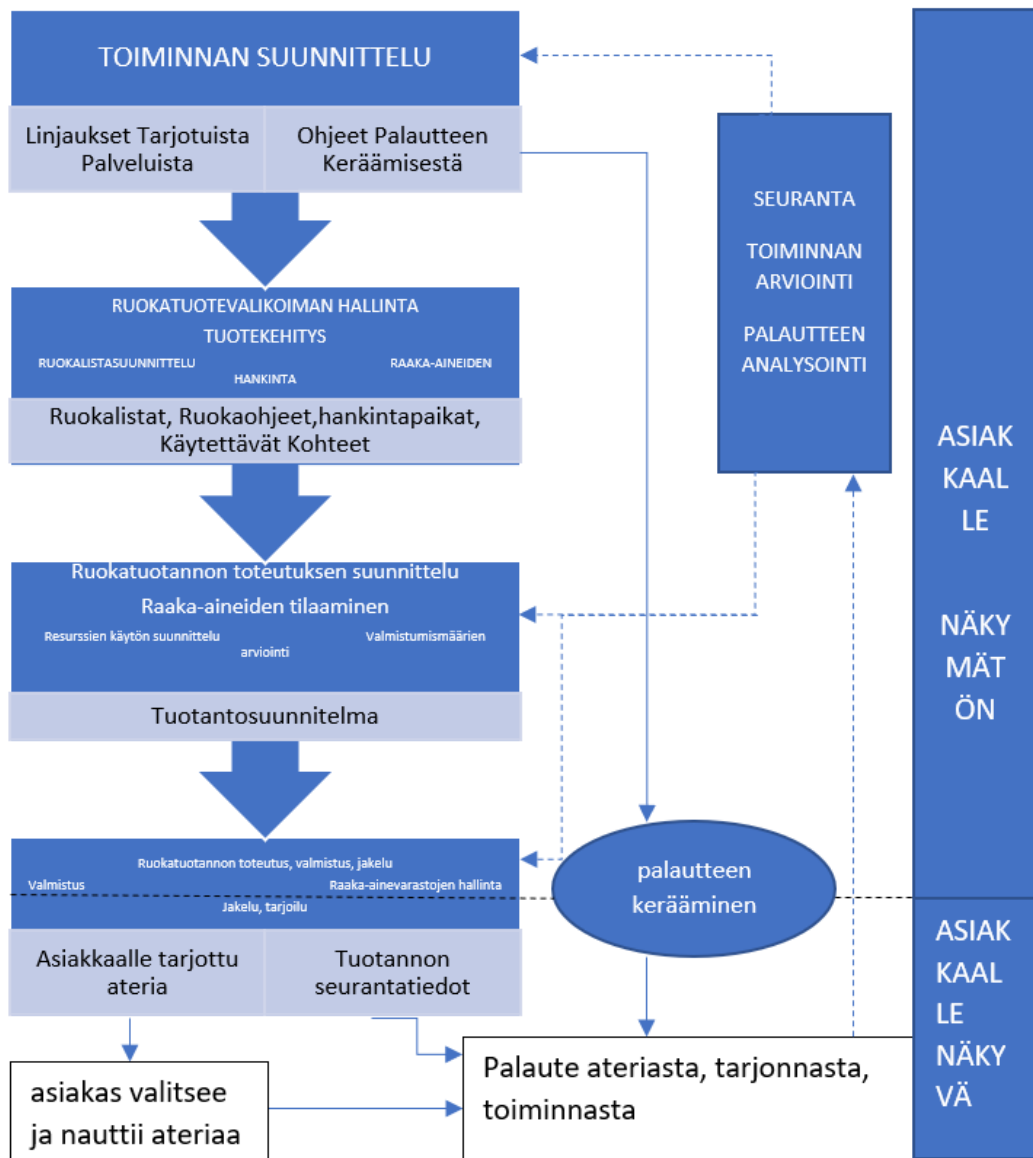 TOIMINNAN SUUNNITTELU
Linjaukset Tarjotuista
Palveluista
Ohjeet Palautteen
Keräämisestä
RUOKATUOTEVALIKOIMAN HALLINTA
TUOTEKEHITYS
RUOKALISTASUUNNITTELU RAAKA-AINEIDEN
HANKINTA
Ruokalistat, Ruokaohjeet,hankintapaikat,
Käytettävät Kohteet
Ruokatuotannon toteutuksen suunnittelu
Raaka-aineiden tilaaminen
Resurssien käytön suunnittelu Valmistumismäärien
arviointi
Tuotantosuunnitelma
Ruokatuotannon toteutus, valmistus, jakelu
Valmistus Raaka-ainevarastojen hallinta
Jakelu, tarjoilu
Asiakkaalle tarjottu
ateria
Tuotannon
seurantatiedot
asiakas valitsee
ja nauttii ateriaa
palautteen
kerääminen
Palaute ateriasta, tarjonnasta,
toiminnasta
SEURANTA
TOIMINNAN
ARVIOINTI
PALAUTTEEN
ANALYSOINTI
ASIAK
KAAL
LE
NÄKY
MÄT
ÖN
ASIAK
KAAL
LE
NÄKY
VÄ